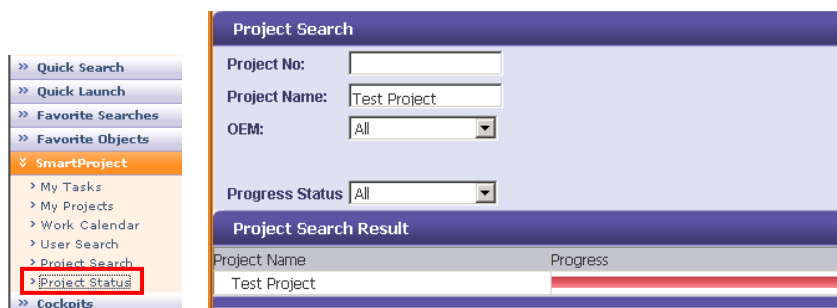 » Quick Search
» Quick Launch
» Favorite Searches
» Favorite Objects
SmartProject
> My Tasks
> My Projects
> Work Calendar
> User Search
> Project Search
> Project Status
» Cockpits
Project Search
Project No:
Project Name: Test Project
OEM: All
Progress Status All
Project Search Result
Project Name Progress
Test Project